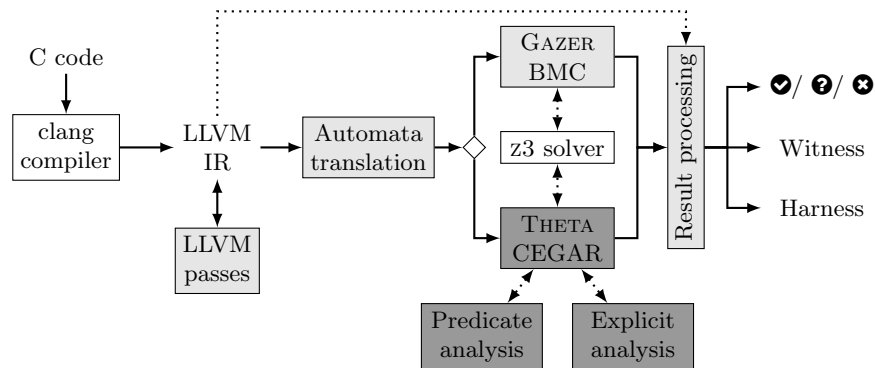 C code
clang
compiler
LLVM
IR
LLVM
passes
Automata
translation
GAZER
BMC
z3 solver
THETA
CEGAR
Predicate
analysis
Explicit
analysis
Result processing
✔/ ?/ ✖
Witness
Harness